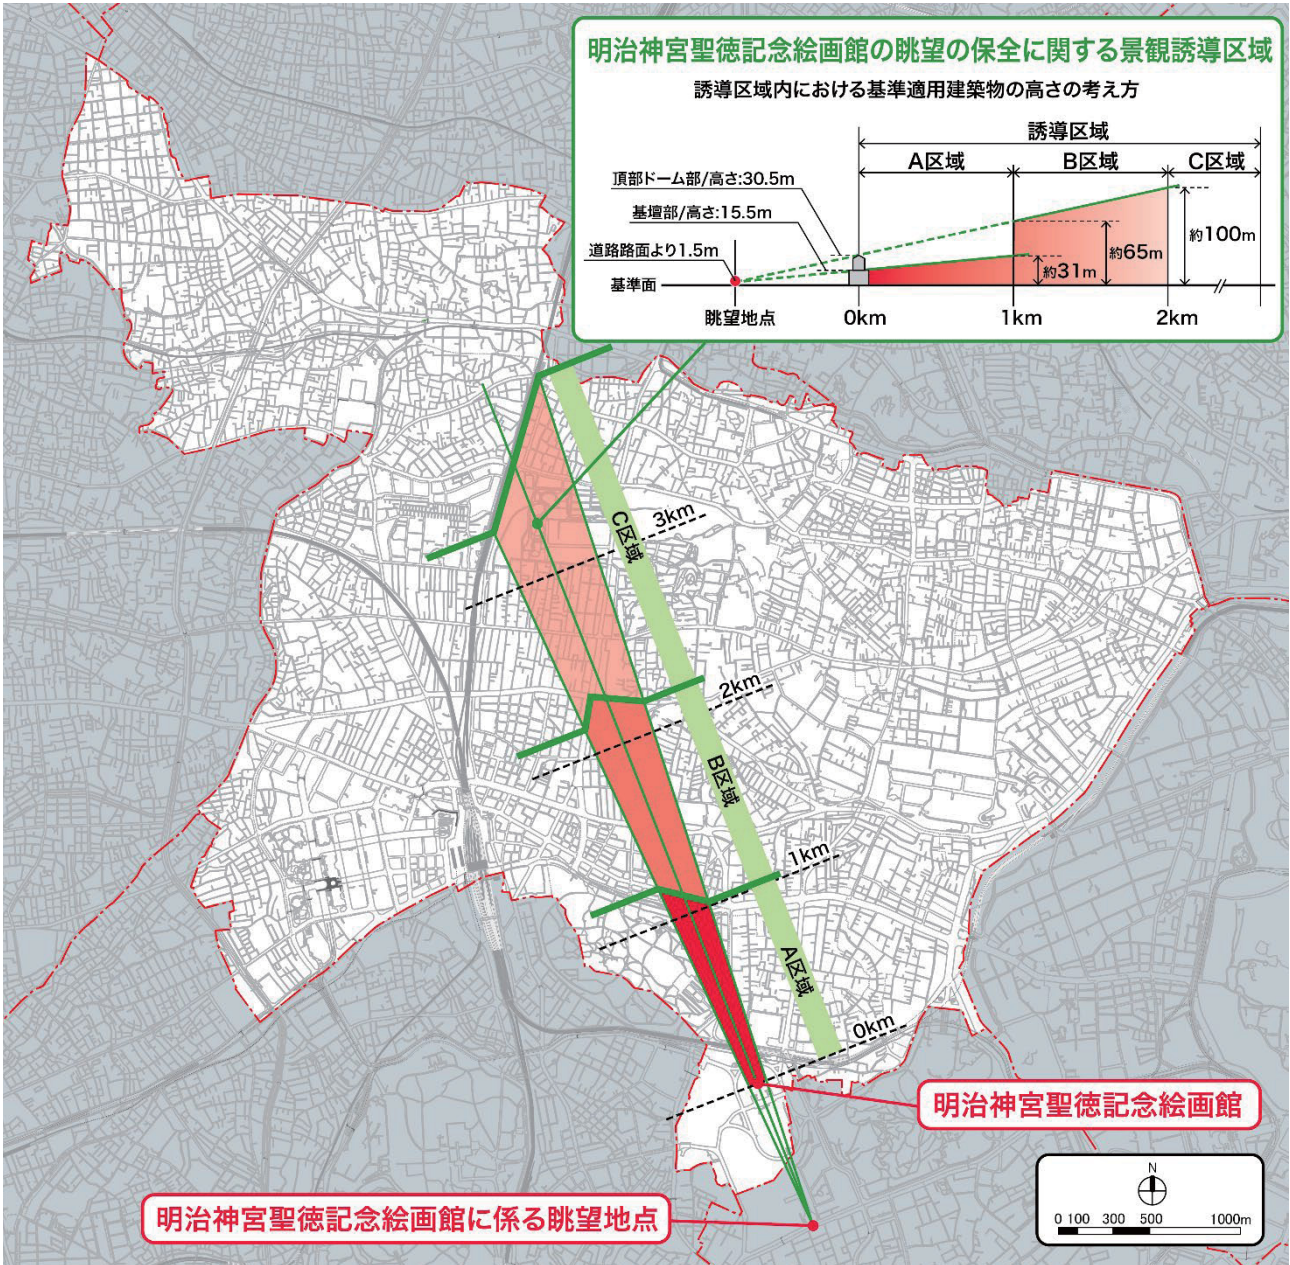 明治神宮聖徳記念絵画館の眺望の保全に関する景観誘導区域
誘導区域内における基準適用建築物の高さの考え方
誘導区域
A区域
B区域
C区域
頂部ドーム部/高さ:30.5m
基壇部/高さ:15.5m
道路路面より1.5m
基準面
約31m
約65m
約100m
眺望地点
0km
1km
2km
3km
C区域
2km
B区域
1km
A区域
0km
明治神宮聖徳記念絵画館
明治神宮聖徳記念絵画館に係る眺望地点
N
0 100 300 500 1000m